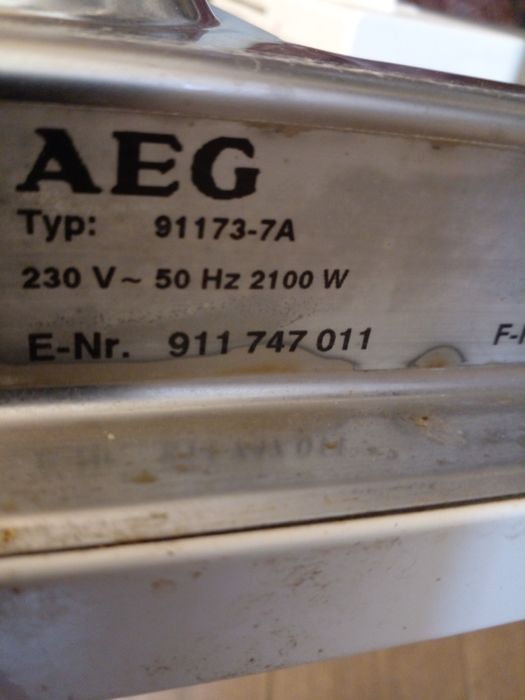 AEG
Typ: 91173-7A
230 V~ 50 Hz 2100 W
E-Nr. 911 747 011